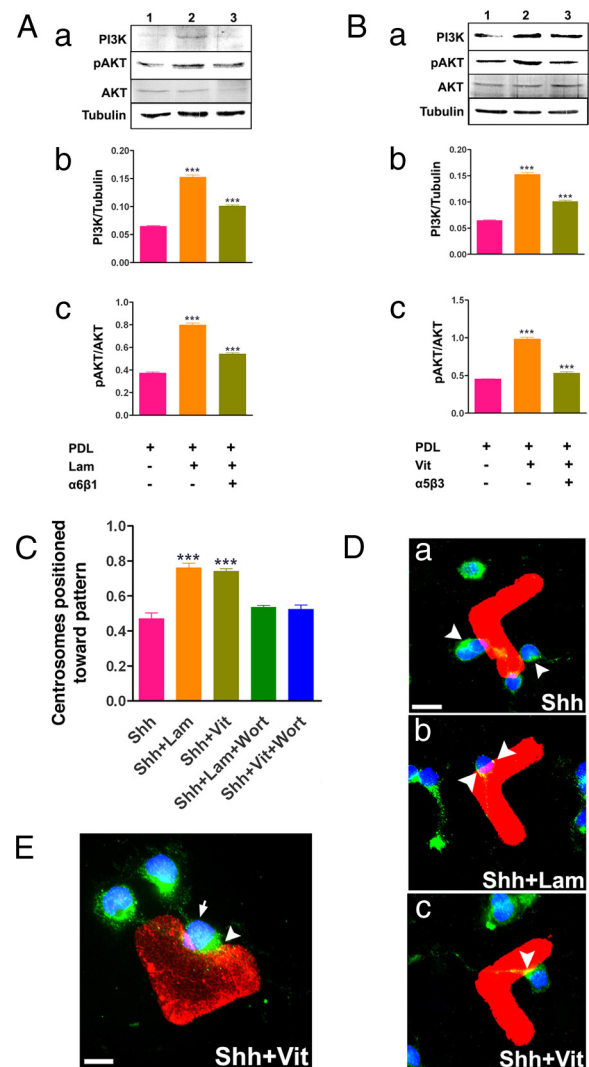 A
a
1 2 3
PI3K
pAKT
AKT
Tubulin
b
PI3K/Tubulin
0.20
0.15
0.10
0.05
0.00
***
***
c
pAKT/AKT
0.8
0.6
0.4
0.2
0.0
***
***
PDL + + +
Lam - + +
α6β1 - - +
B
a
1 2 3
PI3K
pAKT
AKT
Tubulin
b
PI3K/Tubulin
0.20
0.15
0.10
0.05
0.00
***
***
c
pAKT/AKT
1.5
1.0
0.5
0.0
***
***
PDL + + +
Vit - + +
α5β3 - - +
C
Centrosomes positioned
toward pattern
1.0
0.8
0.6
0.4
0.2
0.0
*** ***
Shh
Shh+Lam
Shh+Vit
Shh+Lam+Wort
Shh+Vit+Wort
D
a
Shh
b
Shh+Lam
c
Shh+Vit
E
Shh+Vit